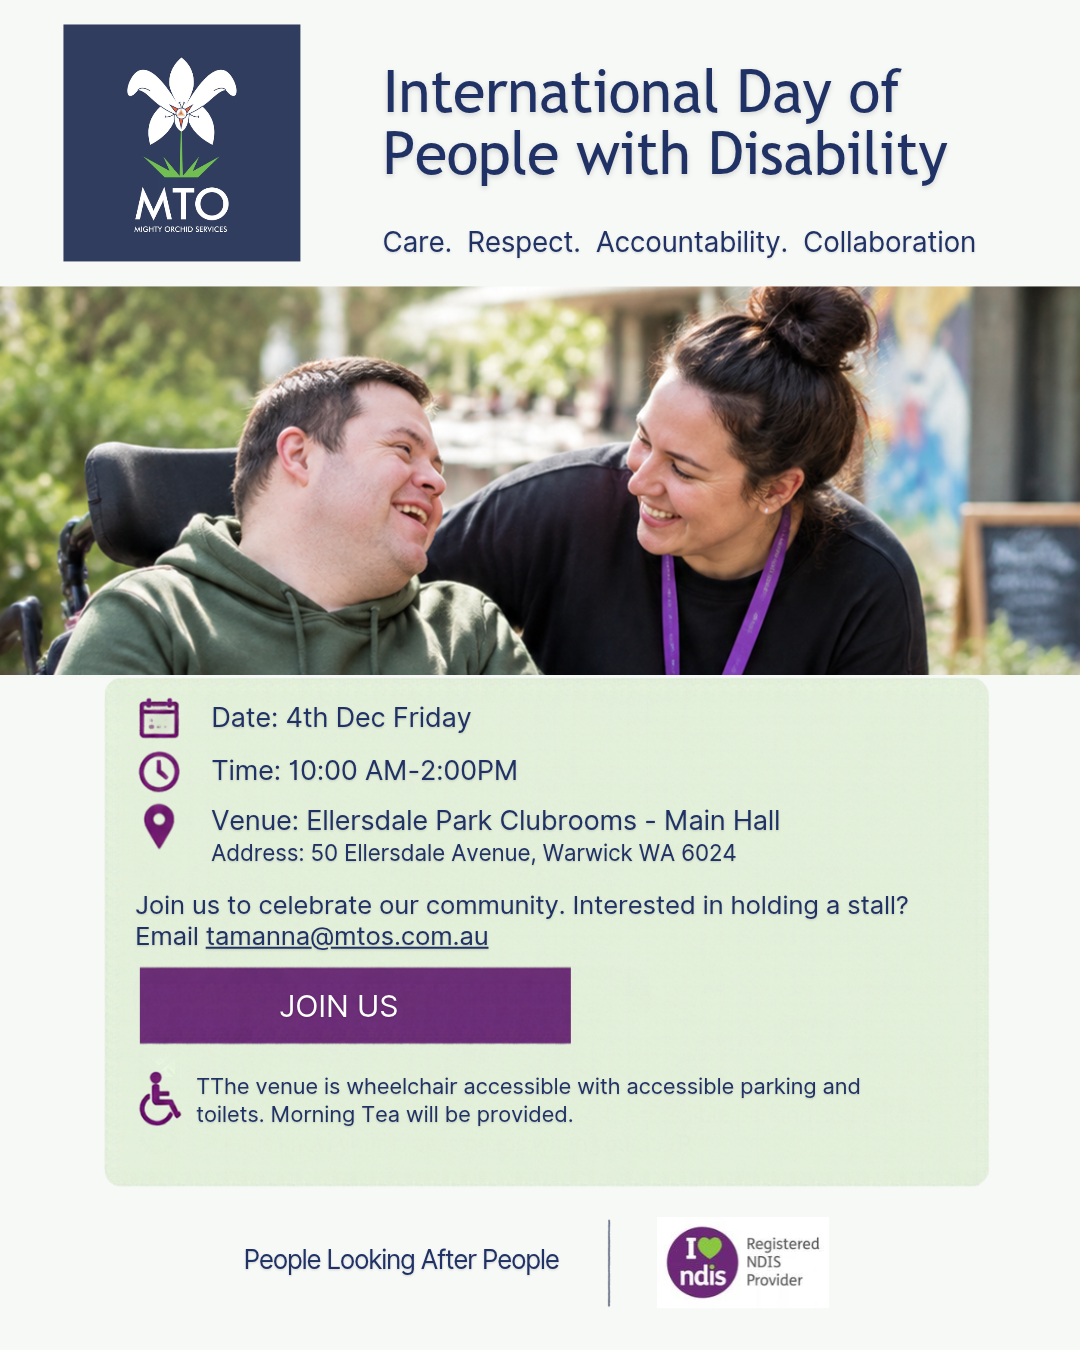 MTO
MIGHTY ORCHID SERVICES
International Day of
People with Disability
Care. Respect. Accountability. Collaboration
Date: 4th Dec Friday
Time: 10:00 AM-2:00PM
Venue: Ellersdale Park Clubrooms - Main Hall
Address: 50 Ellersdale Avenue, Warwick WA 6024
Join us to celebrate our community. Interested in holding a stall?
Email tamanna@mtos.com.au
JOIN US
TThe venue is wheelchair accessible with accessible parking and
toilets. Morning Tea will be provided.
People Looking After People
I
ndis
Registered
NDIS
Provider